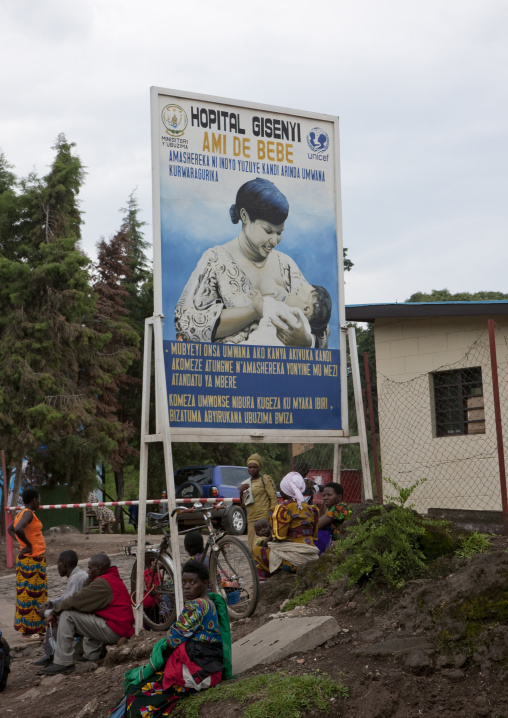 HOPITAL GISENYI
AMI DE BEBE
MINISITERI
Y'UBUZIMA
unicef
AMASHEREKA NI INDYO YUZUYE KANDI ARINDA UMWANA
KURWARAGURIKA
• MUBYEYI ONSA UMWANA AKO KANYA AKIVUKA KANDI
AKOMEZE ATUNGWE N'AMASHEREKA YONYINE MU MEZI
ATANDATU YA MBERE
KOMEZA UMWONSE NIBURA KUGEZA KU MYAKA IBIRI,
BIZATUMA ABYIRUKANA UBUZIMA BWIZA